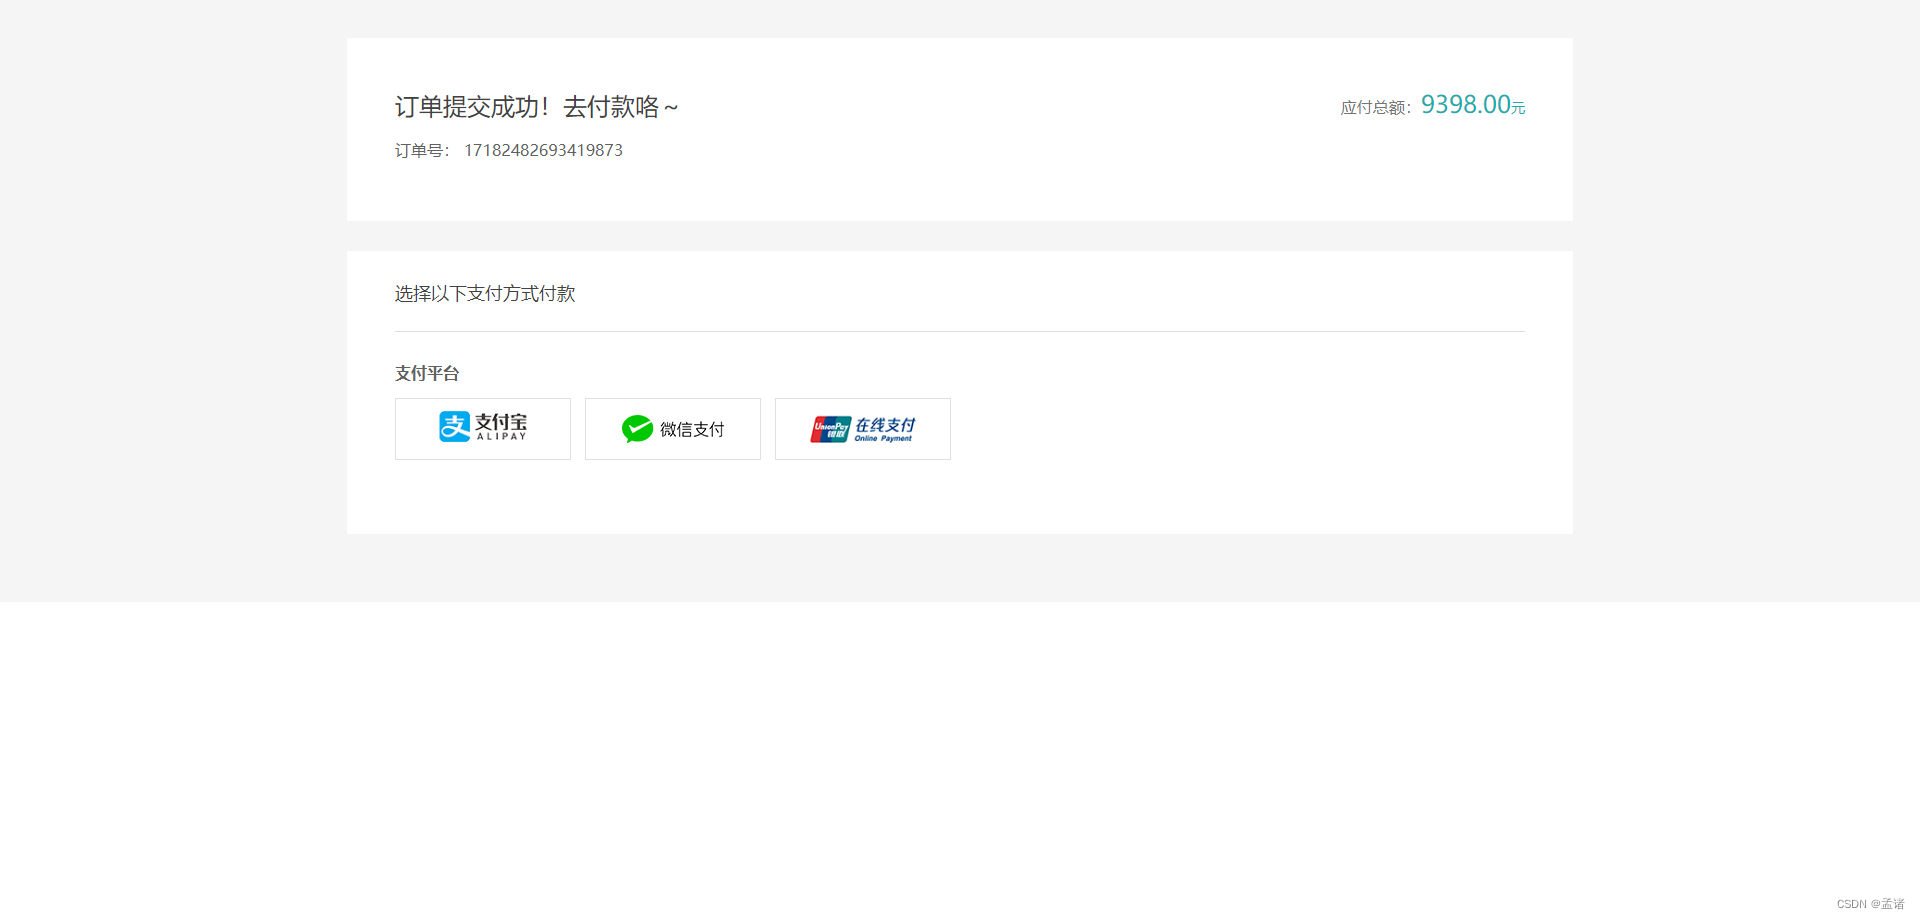 订单提交成功！去付款咯～
应付总额：9398.00元
订单号： 17182482693419873
选择以下支付方式付款
支付平台
支付宝
ALIPAY
微信支付
UnionPay
银联
在线支付
Online Payment
CSDN @孟诸